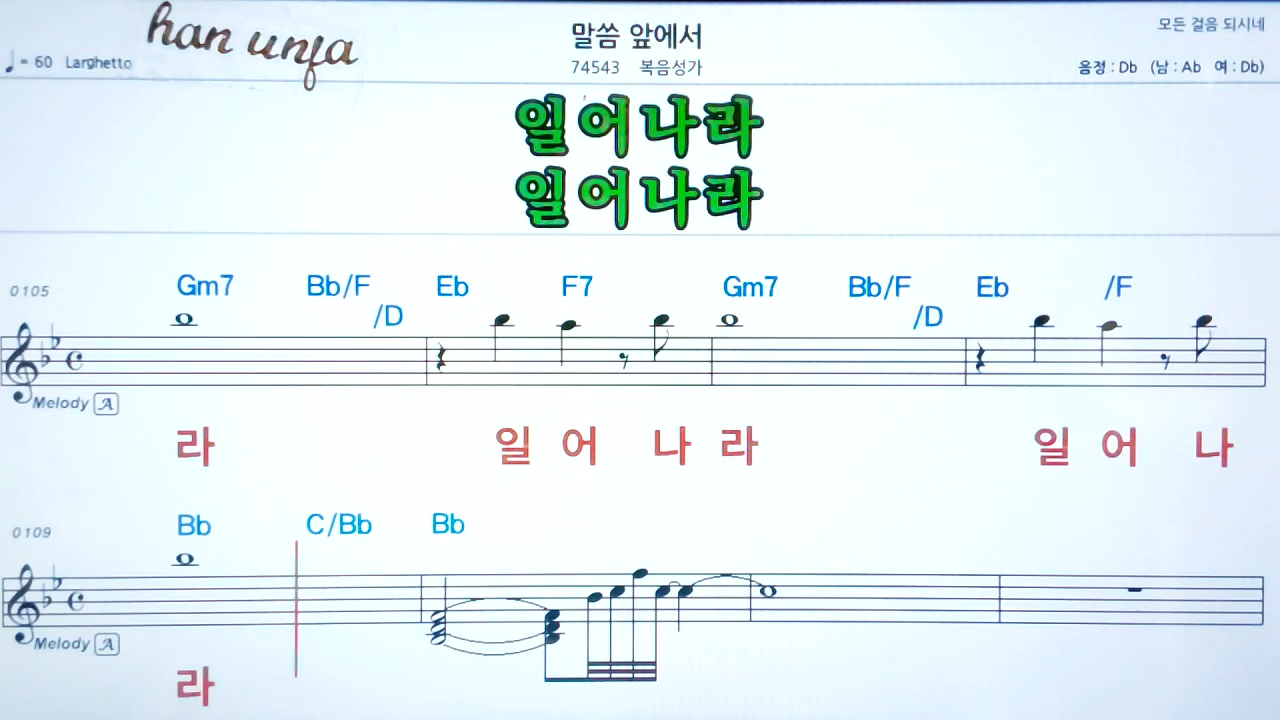 han unja
말씀 앞에서
모든 걸음 되시네
♩= 60 Larghetto
74543 복음성가
음정 : Db (남 : Ab 여 : Db)
일어나라
일어나라
0105 Gm7 Bb/F /D Eb F7 Gm7 Bb/F /D Eb /F
Melody A
라 일 어 나 라 일 어 나
0109 Bb C/Bb Bb
Melody A
라